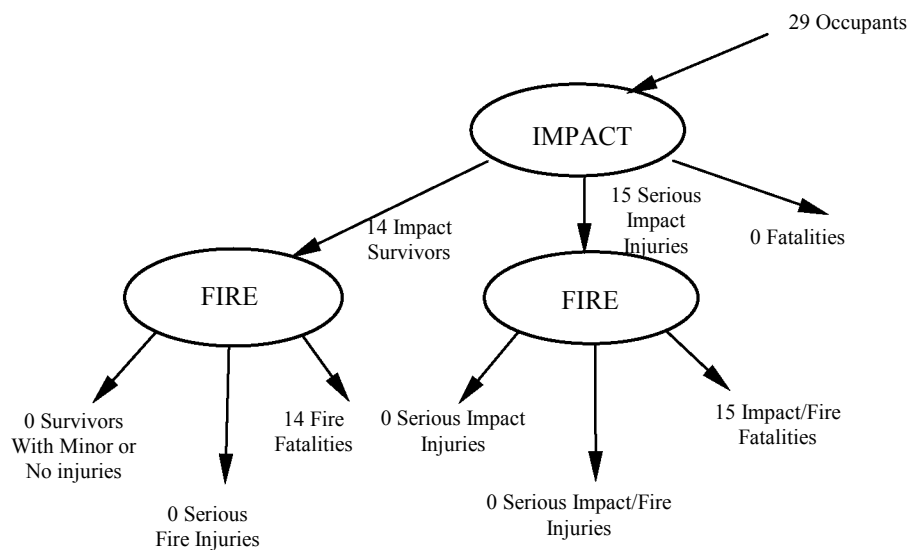 29 Occupants
IMPACT
14 Impact
Survivors
15 Serious
Impact
Injuries
0 Fatalities
FIRE
FIRE
0 Survivors
With Minor or
No injuries
14 Fire
Fatalities
0 Serious
Fire Injuries
0 Serious Impact
Injuries
15 Impact/Fire
Fatalities
0 Serious Impact/Fire
Injuries